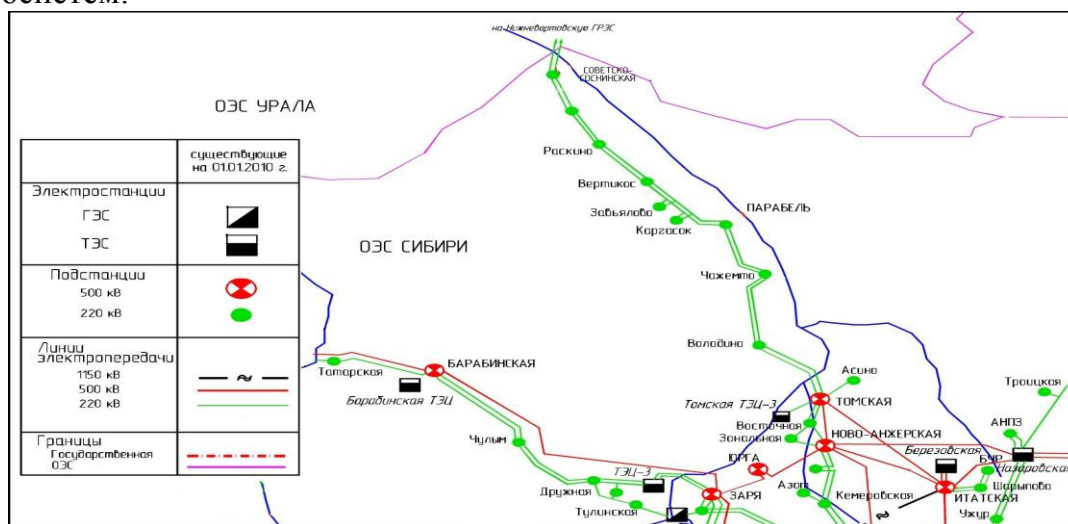 на Нижневартовскую ГРЭС
СОВЕТСКО-
СОСНИНСКАЯ
ОЭС УРАЛА
существующие
на 01.01.2010 г.
Электростанции
ГЭС
ТЭС
Подстанции
500 кВ
220 кВ
Линии
электропередачи
1150 кВ
500 кВ
220 кВ
Границы
Государственная
ОЭС
Раскино
Вертикос
Завьялово
Каргасок
ПАРАБЕЛЬ
ОЭС СИБИРИ
Чажемто
Володино
Татарская
БАРАБИНСКАЯ
Барабинская ТЭЦ
Асино
Томская ТЭЦ-3
ТОМСКАЯ
Троицкая
Восточная
Зональная
НОВО-АНЖЕРСКАЯ
АНПЗ
Чулым
ЮРГА
Березовская
БУР
Назаровская
ТЭЦ-3
Дружная
ЗАРЯ
Азот
Кемеровская
ИТАТСКАЯ
Шарыпово
Тулинская
Ужур